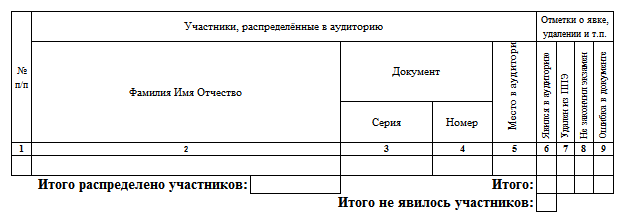 Участники, распределённые в аудиторию
Отметки о явке,
удалении и т.п.
№
п/п
Фамилия Имя Отчество
Документ
Серия
Номер
Место в аудитори
Явился в аудиторию
Удален из ППЭ
Не закончил экзамен
Ошибка в документе
1 2 3 4 5 6 7 8 9
Итого распределено участников:
Итого:
Итого не явилось участников: